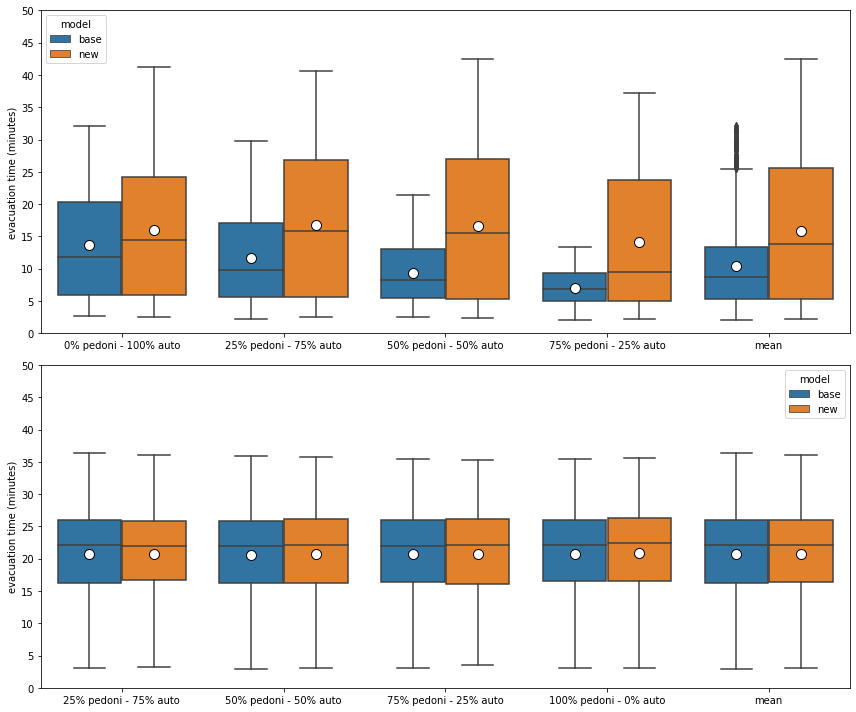 50
45
40
35
30
25
20
15
10
5
0
evacuation time (minutes)
model
base
new
0% pedoni - 100% auto
25% pedoni - 75% auto
50% pedoni - 50% auto
75% pedoni - 25% auto
mean
50
45
40
35
30
25
20
15
10
5
0
evacuation time (minutes)
model
base
new
25% pedoni - 75% auto
50% pedoni - 50% auto
75% pedoni - 25% auto
100% pedoni - 0% auto
mean